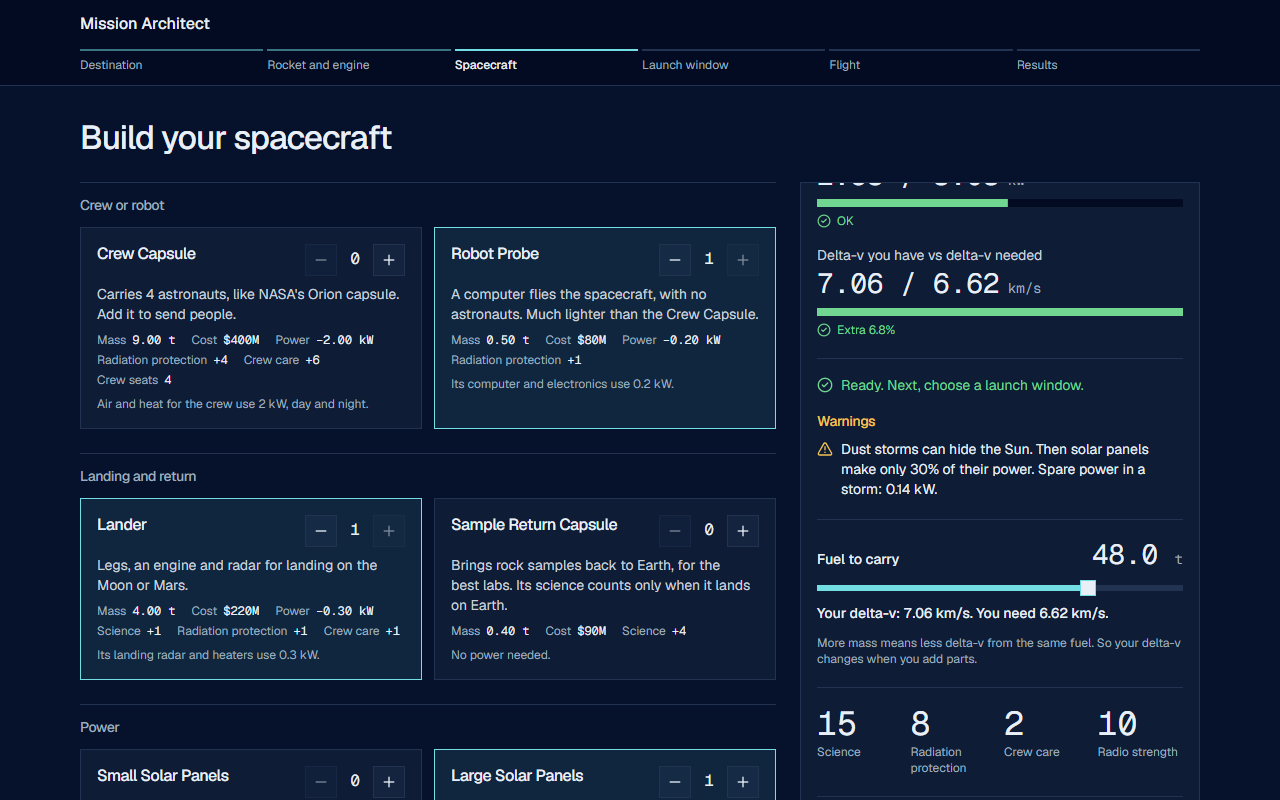 Mission Architect
Destination
Rocket and engine
Spacecraft
Launch window
Flight
Results
Build your spacecraft
Crew or robot
Crew Capsule
− 0 +
Carries 4 astronauts, like NASA's Orion capsule.
Add it to send people.
Mass 9.00 t Cost $400M Power −2.00 kW
Radiation protection +4 Crew care +6
Crew seats 4
Air and heat for the crew use 2 kW, day and night.
Robot Probe
− 1 +
A computer flies the spacecraft, with no
astronauts. Much lighter than the Crew Capsule.
Mass 0.50 t Cost $80M Power −0.20 kW
Radiation protection +1
Its computer and electronics use 0.2 kW.
Landing and return
Lander
− 1 +
Legs, an engine and radar for landing on the
Moon or Mars.
Mass 4.00 t Cost $220M Power −0.30 kW
Science +1 Radiation protection +1 Crew care +1
Its landing radar and heaters use 0.3 kW.
Sample Return Capsule
− 0 +
Brings rock samples back to Earth, for the
best labs. Its science counts only when it lands
on Earth.
Mass 0.40 t Cost $90M Science +4
No power needed.
Power
Small Solar Panels
− 0 +
Large Solar Panels
− 1 +
OK
Delta-v you have vs delta-v needed
7.06 / 6.62 km/s
Extra 6.8%
Ready. Next, choose a launch window.
Warnings
Dust storms can hide the Sun. Then solar panels
make only 30% of their power. Spare power in a
storm: 0.14 kW.
Fuel to carry
48.0 t
Your delta-v: 7.06 km/s. You need 6.62 km/s.
More mass means less delta-v from the same fuel. So your delta-v
changes when you add parts.
15
Science
8
Radiation
protection
2
Crew care
10
Radio strength